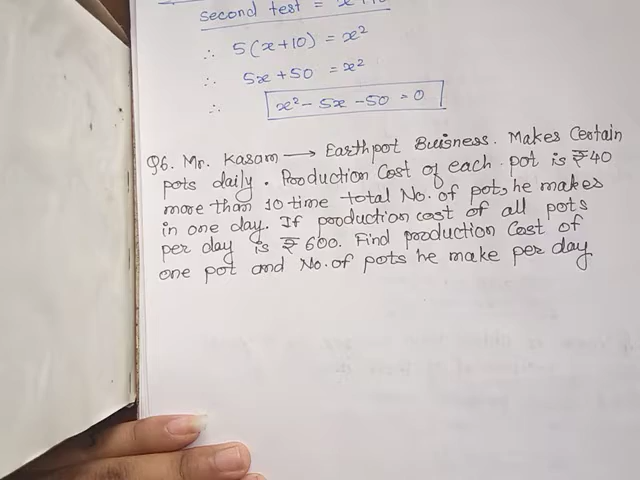 second test = x+10
∴ 5(x+10) = x²
∴ 5x+50 = x²
∴ x²-5x-50=0
Q6. Mr. Kasam → Earthpot Buisness. Makes Certain
pots daily. Production Cost of each pot is ₹40
more than 10 time total No. of pots he makes
in one day. If production cost of all pots
per day is ₹600. Find production Cost of
one pot and No. of pots he make per day